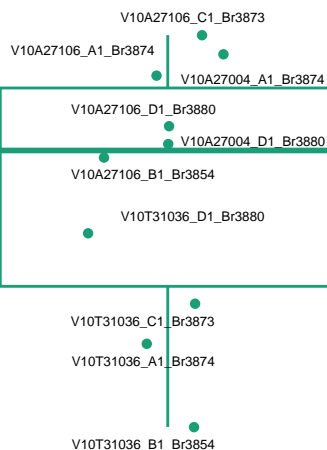 V10A27106_C1_Br3873
V10A27106_A1_Br3874
V10A27004_A1_Br3874
V10A27106_D1_Br3880
V10A27004_D1_Br3880
V10A27106_B1_Br3854
V10T31036_D1_Br3880
V10T31036_C1_Br3873
V10T31036_A1_Br3874
V10T31036_B1_Br3854